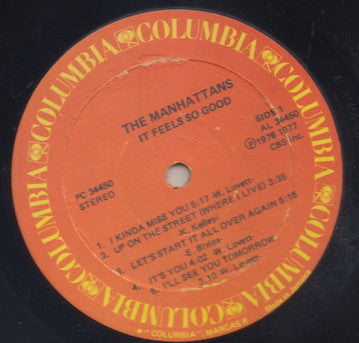 COLUMBIA COLUMBIA COLUMBIA COLUMBIA COLUMBIA COLUMBIA
THE MANHATTANS
IT FEELS SO GOOD
SIDE 1
AL 34450
℗ 1976 1977
CBS Inc.
PC 34450
STEREO
1. I KINDA MISS YOU 5:17 -W. Lovett-
2. UP ON THE STREET (WHERE I LIVE) 3:35
-K. Kelley-
3. LET'S START IT ALL OVER AGAIN 5:16
-E. Bivins-
4. IT'S YOU 4:02 -W. Lovett-
5. I'LL SEE YOU TOMORROW
3:10 -W. Lovett-
® "COLUMBIA", MARCAS R
Made in